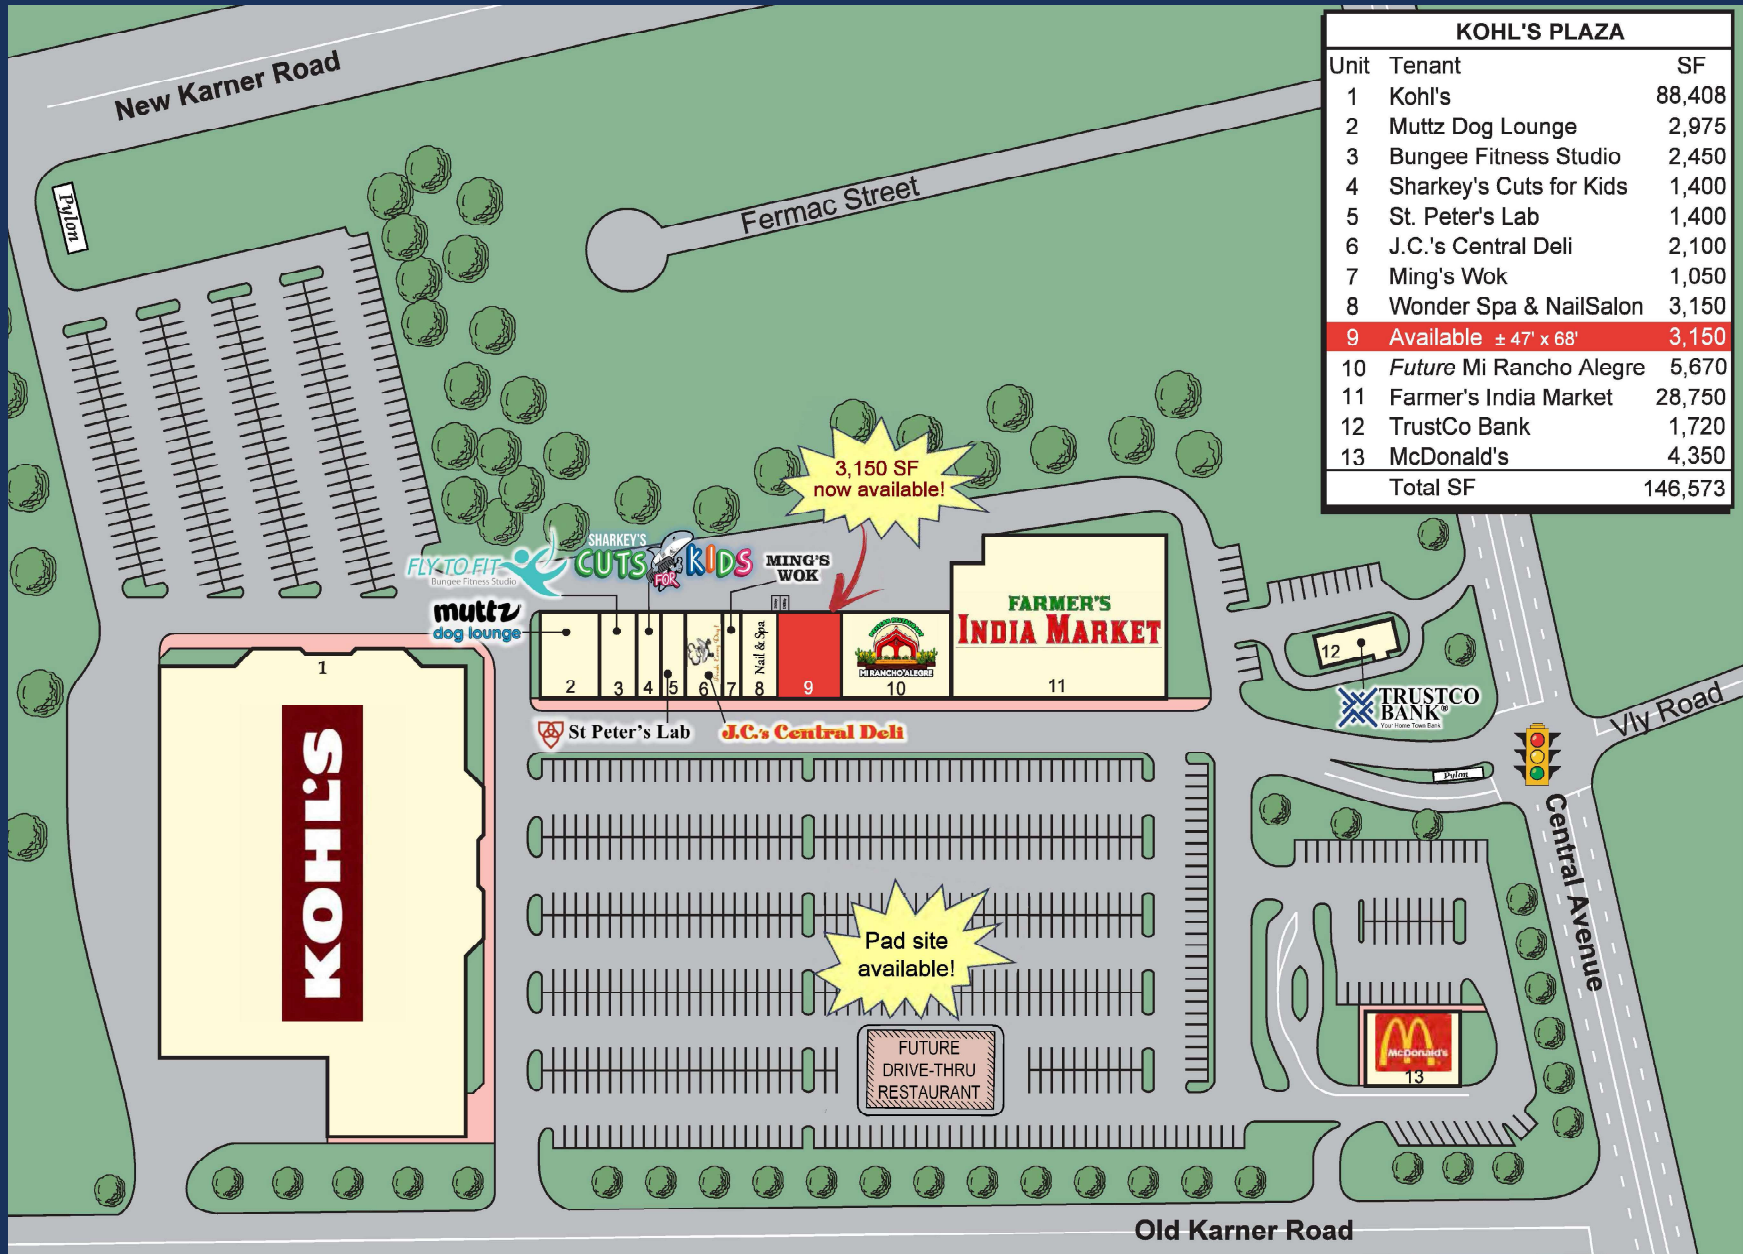 New Karner Road
Pylon
Fermac Street
KOHL'S PLAZA
Unit Tenant SF
1 Kohl's 88,408
2 Muttz Dog Lounge 2,975
3 Bungee Fitness Studio 2,450
4 Sharkey's Cuts for Kids 1,400
5 St. Peter's Lab 1,400
6 J.C.'s Central Deli 2,100
7 Ming's Wok 1,050
8 Wonder Spa & NailSalon 3,150
9 Available ± 47' x 68' 3,150
10 Future Mi Rancho Alegre 5,670
11 Farmer's India Market 28,750
12 TrustCo Bank 1,720
13 McDonald's 4,350
Total SF 146,573
3,150 SF
now available!
FLY TO FIT
Bungee Fitness Studio
SHARKEY'S
CUTS FOR KIDS
MING'S
WOK
muttz
dog lounge
FARMER'S
INDIA MARKET
Nail & Spa
MI RANCHO ALEGRE
2 3 4 5 6 7 8 9 10 11
12
TRUSTCO
BANK®
Your Home Town Bank
St Peter's Lab
J.C.'s Central Deli
1
KOHL'S
Vly Road
Pylon
Central Avenue
Pad site
available!
FUTURE
DRIVE-THRU
RESTAURANT
McDonald's
13
Old Karner Road